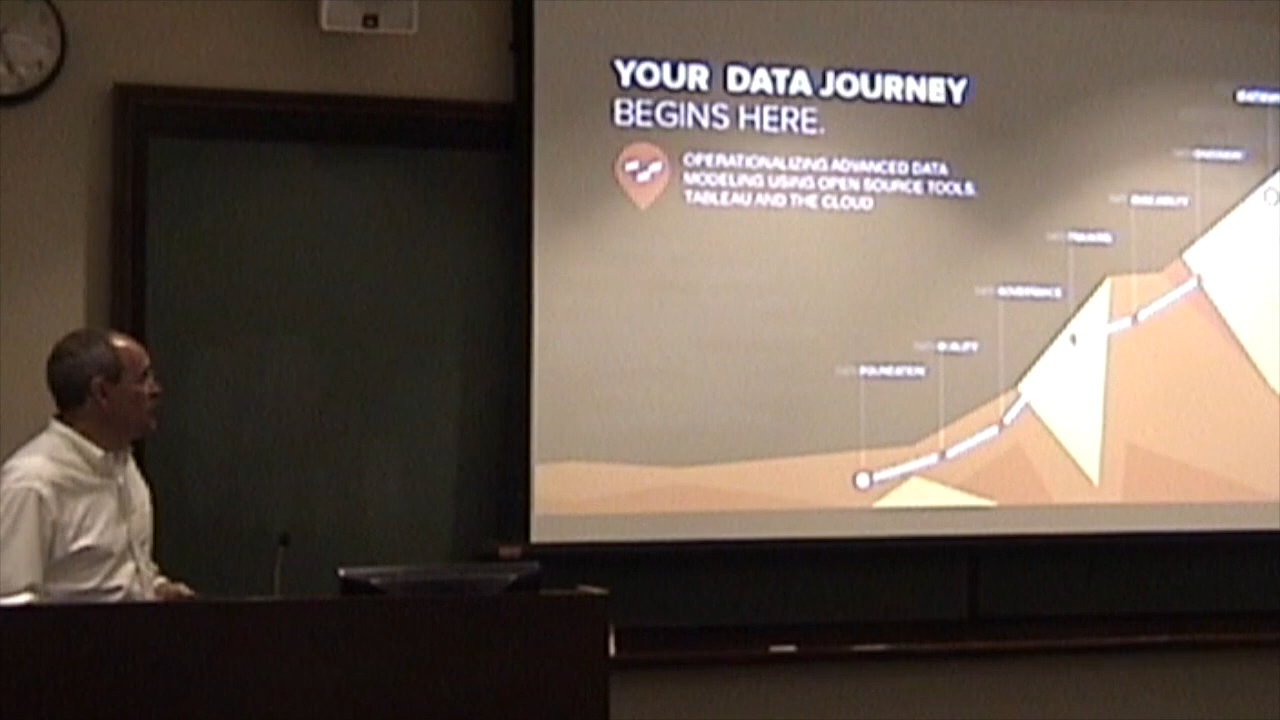 YOUR DATA JOURNEY
BEGINS HERE.
OPERATIONALIZING ADVANCED DATA
MODELING USING OPEN SOURCE TOOLS,
TABLEAU AND THE CLOUD
GOVERNANCE
QUALITY
FOUNDATION